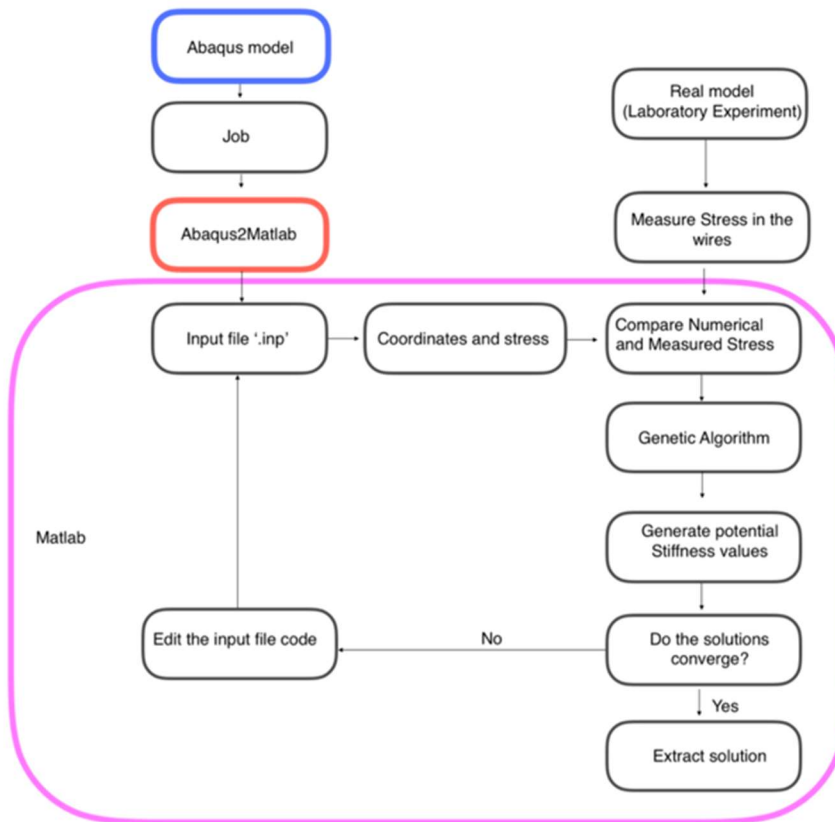 Abaqus model
Job
Abaqus2Matlab
Real model
(Laboratory Experiment)
Measure Stress in the
wires
Input file ‘.inp’
Coordinates and stress
Compare Numerical
and Measured Stress
Genetic Algorithm
Generate potential
Stiffness values
Matlab
Do the solutions
converge?
No
Edit the input file code
Yes
Extract solution